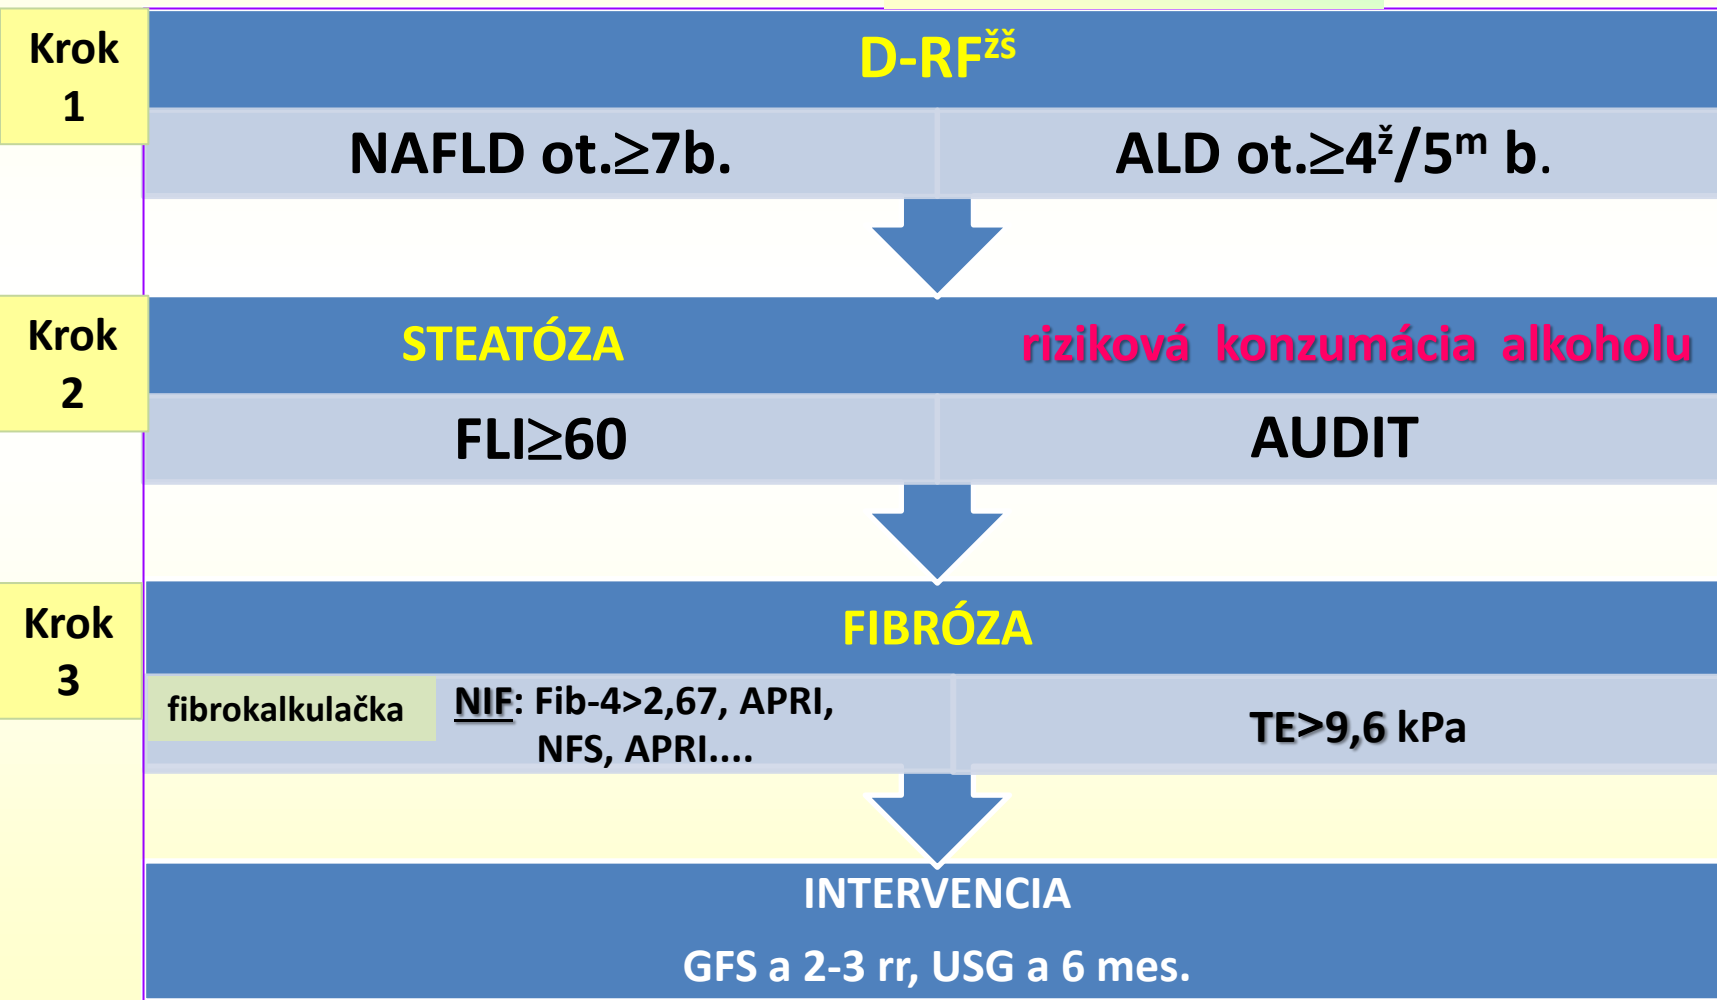 Krok
1
D-RFžš
NAFLD ot.≥7b.
ALD ot.≥4ž/5m b.
Krok
2
STEATÓZA
riziková konzumácia alkoholu
FLI≥60
AUDIT
Krok
3
FIBRÓZA
fibrokalkulačka
NIF: Fib-4>2,67, APRI,
NFS, APRI....
TE>9,6 kPa
INTERVENCIA
GFS a 2-3 rr, USG a 6 mes.